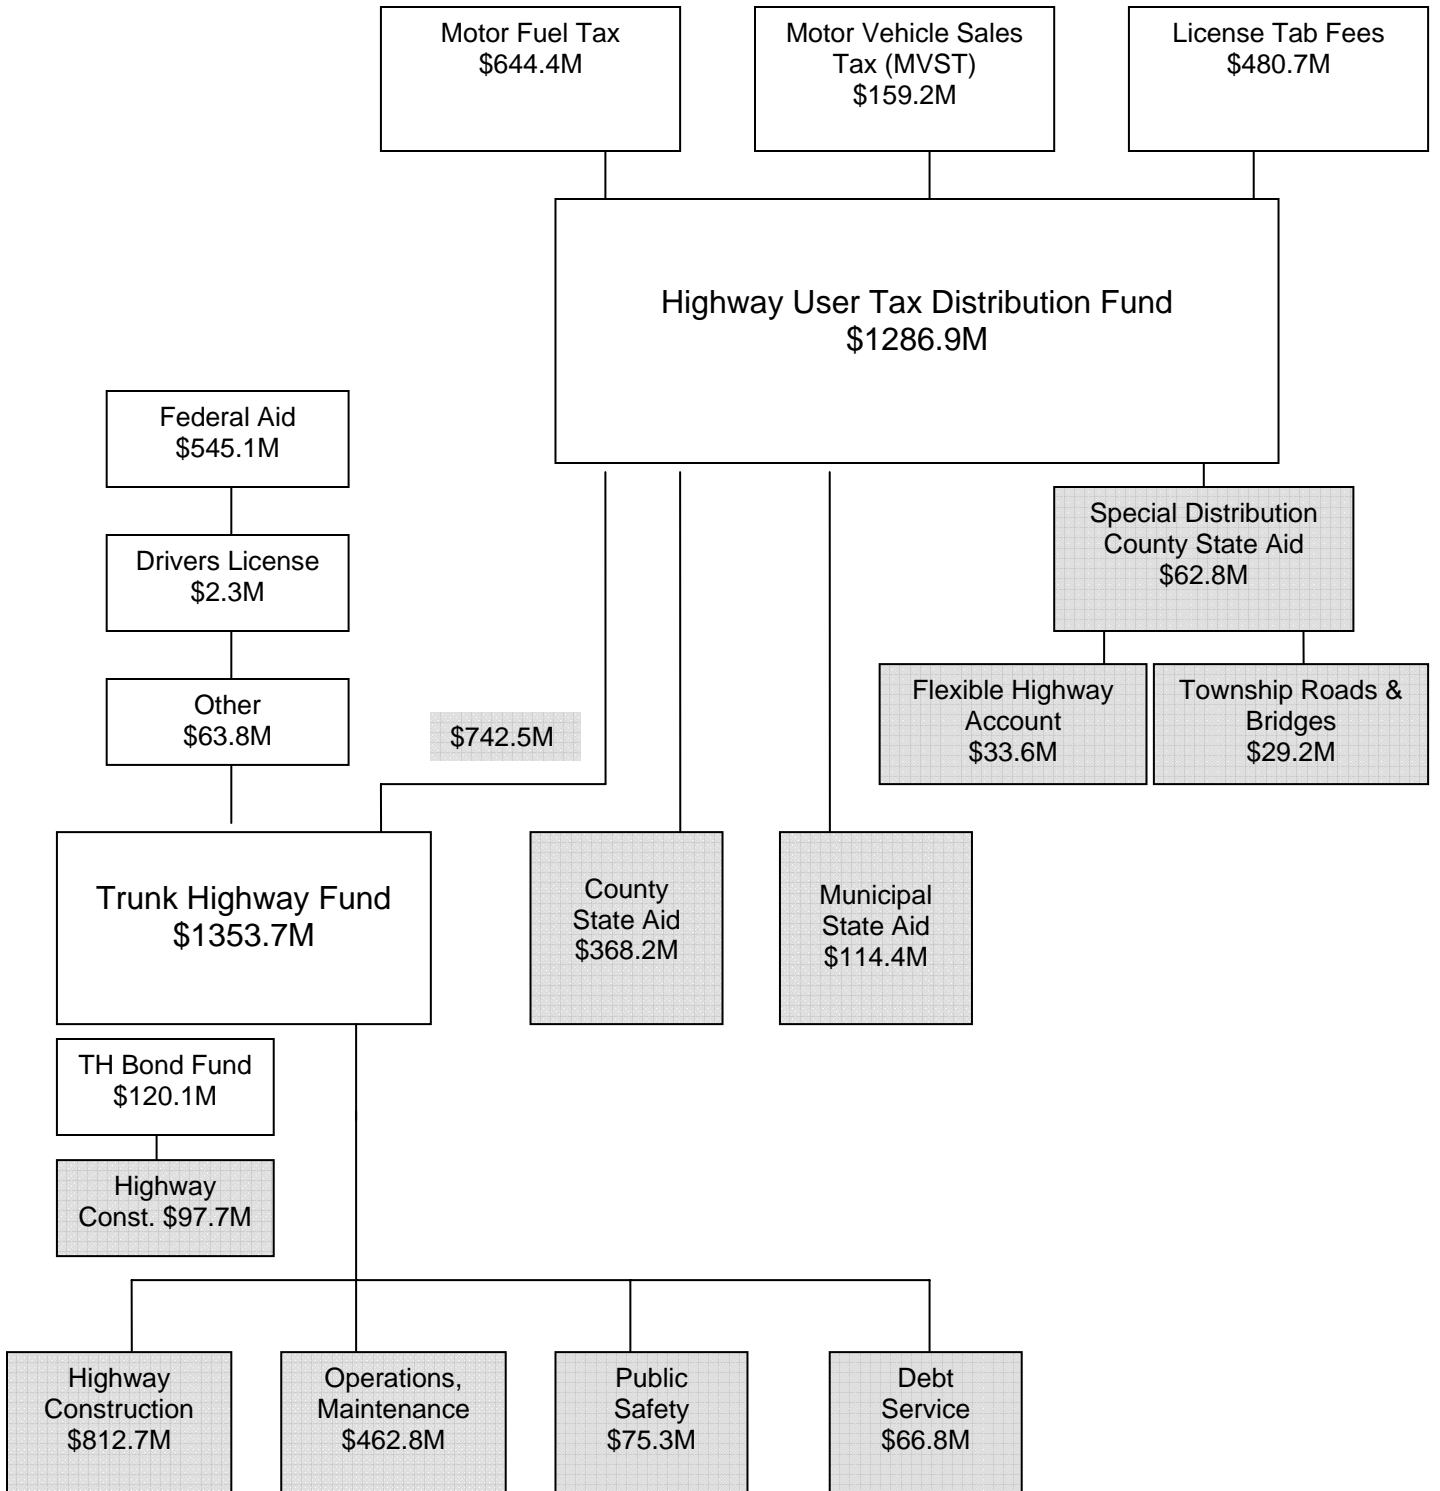 Motor Fuel Tax
$644.4M
Motor Vehicle Sales
Tax (MVST)
$159.2M
License Tab Fees
$480.7M
Highway User Tax Distribution Fund
$1286.9M
Federal Aid
$545.1M
Drivers License
$2.3M
Other
$63.8M
$742.5M
Special Distribution
County State Aid
$62.8M
Flexible Highway
Account
$33.6M
Township Roads &
Bridges
$29.2M
Trunk Highway Fund
$1353.7M
County
State Aid
$368.2M
Municipal
State Aid
$114.4M
TH Bond Fund
$120.1M
Highway
Const. $97.7M
Highway
Construction
$812.7M
Operations,
Maintenance
$462.8M
Public
Safety
$75.3M
Debt
Service
$66.8M